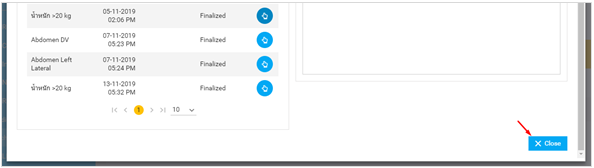 น้ำหนัก >20 kg 05-11-2019 02:06 PM Finalized
Abdomen DV 07-11-2019 05:23 PM Finalized
Abdomen Left Lateral 07-11-2019 05:24 PM Finalized
น้ำหนัก >20 kg 13-11-2019 05:32 PM Finalized
1 10
Close